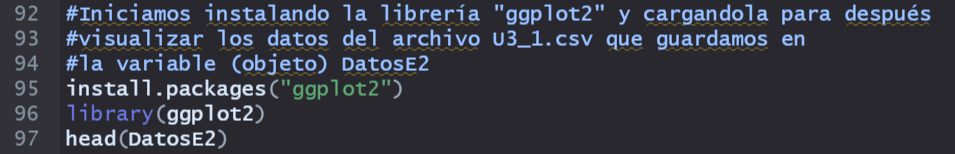 92 #Iniciamos instalando la librería "ggplot2" y cargandola para después
93 #visualizar los datos del archivo U3_1.csv que guardamos en
94 #la variable (objeto) DatosE2
95 install.packages("ggplot2")
96 library(ggplot2)
97 head(DatosE2)